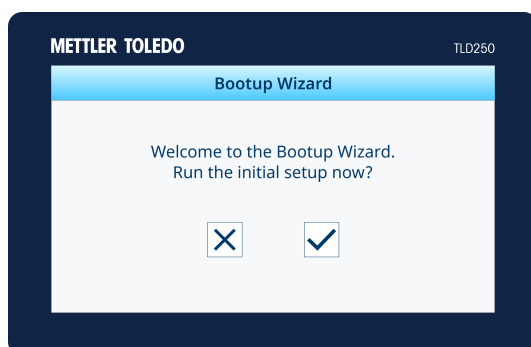 METTLER TOLEDO
TLD250
Bootup Wizard
Welcome to the Bootup Wizard.
Run the initial setup now?